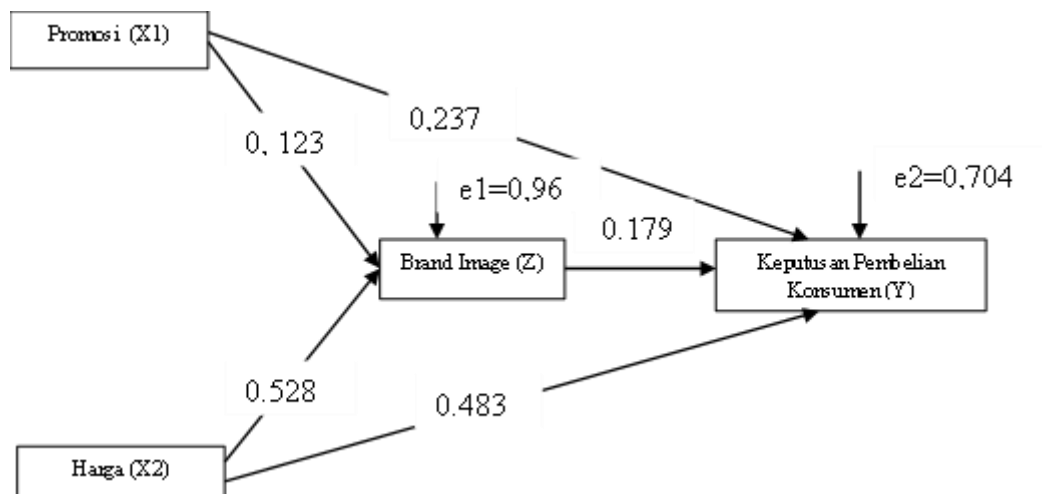 Promosi (X1)
0,237
0, 123
e1=0,96
e2=0,704
0.179
Brand Image (Z)
Keputusan Pembelian
Konsumen (Y)
0.528
0.483
Harga (X2)